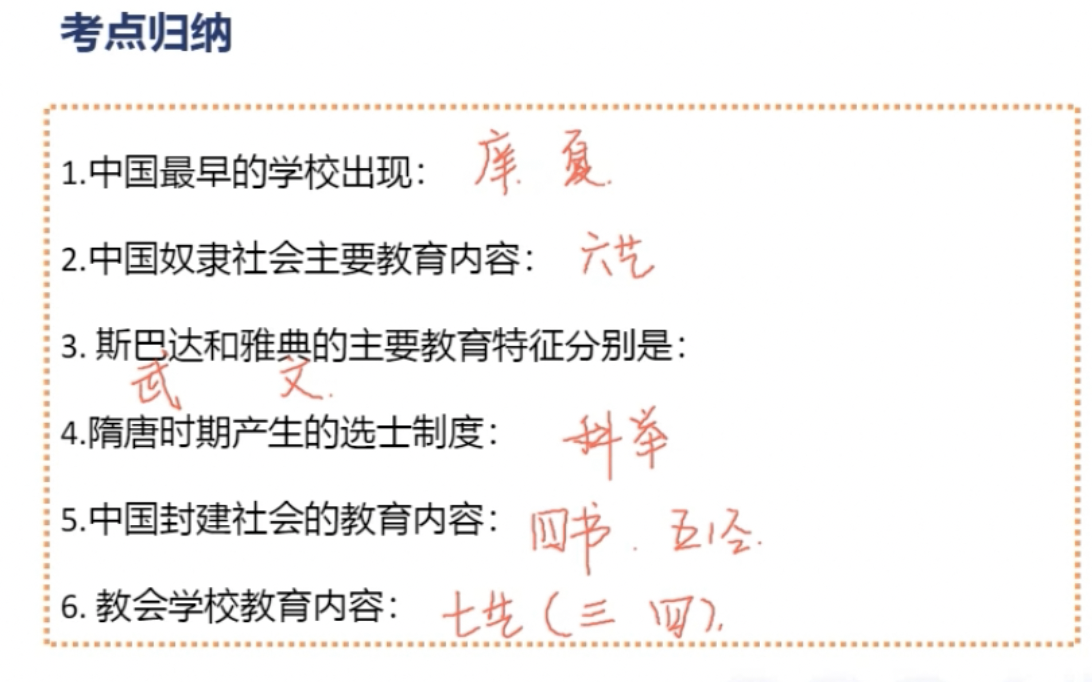 考点归纳
1.中国最早的学校出现： 庠 夏.
2.中国奴隶社会主要教育内容： 六艺
3. 斯巴达和雅典的主要教育特征分别是：
武 文.
4.隋唐时期产生的选士制度： 科举
5.中国封建社会的教育内容： 四书. 五经.
6. 教会学校教育内容： 七艺(三 四).